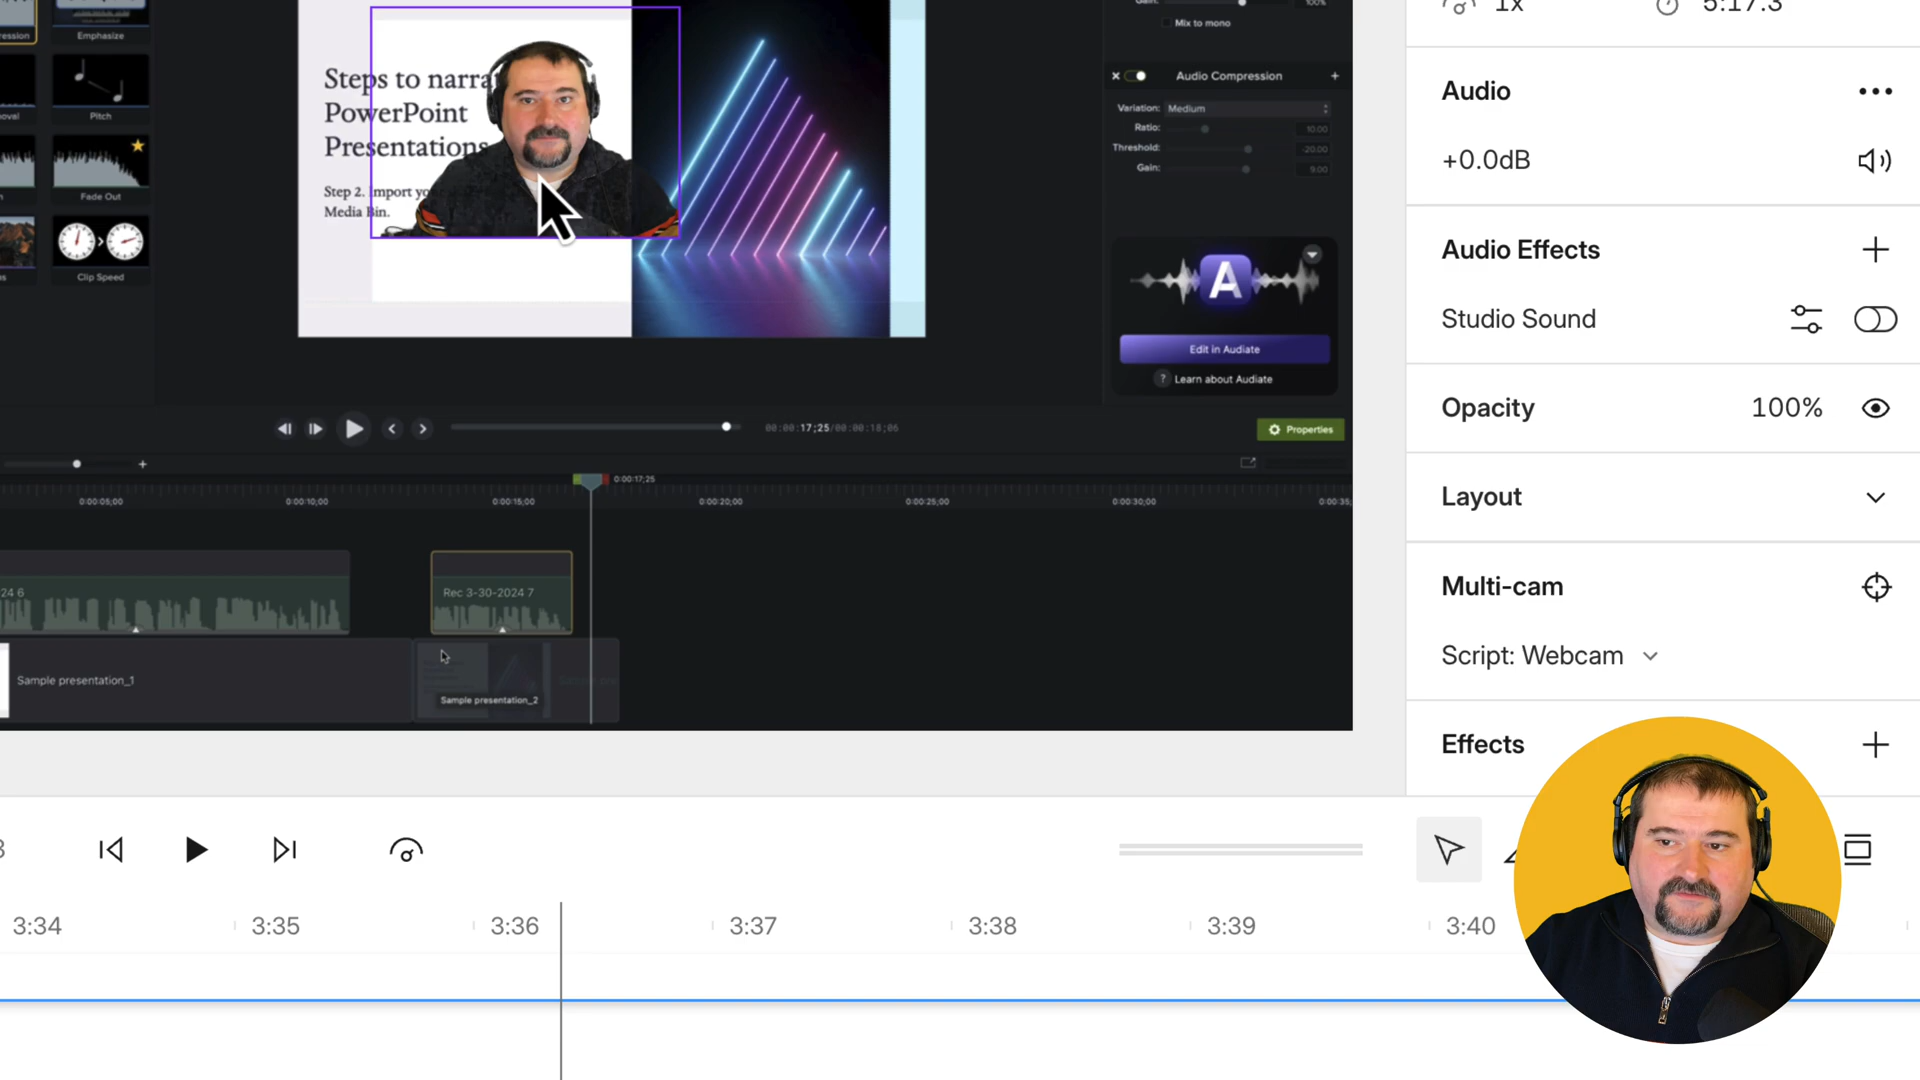 1x
5:17.3
ession
Emphasize
oval
Pitch
Fade Out
Clip Speed
Steps to narra
PowerPoint
Presentations
Step 2. Import yo
Media Bin.
Gain:
100%
Mix to mono
Audio Compression
Variation: Medium
Ratio: 10.00
Threshold: -20.00
Gain: 9.00
A
Edit in Audiate
? Learn about Audiate
00:00:17;25/00:00:18;06
Properties
0:00:17;25
0:00:05;00
0:00:10;00
0:00:15;00
0:00:20;00
0:00:25;00
0:00:30;00
0:00:35;
24 6
Rec 3-30-2024 7
Sample presentation_1
Sample presentation_2
Audio
+0.0dB
Audio Effects
Studio Sound
Opacity
100%
Layout
Multi-cam
Script: Webcam
Effects
3:34
3:35
3:36
3:37
3:38
3:39
3:40